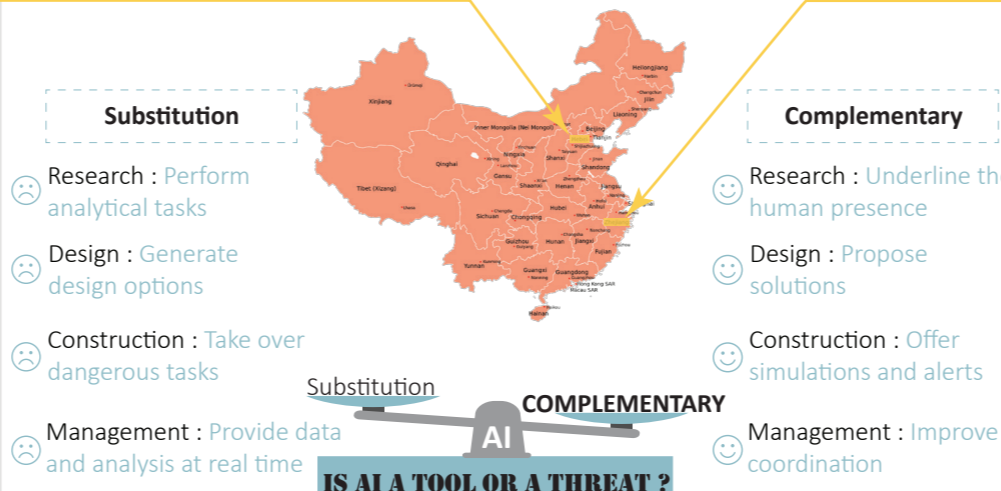 Substitution
Research : Perform
analytical tasks
Design : Generate
design options
Construction : Take over
dangerous tasks
Management : Provide data
and analysis at real time
Heilongjiang
Jilin
Liaoning
Xinjiang
Inner Mongolia (Nei Mongol)
Beijing
Tianjin
Ningxia
Shanxi
Shandong
Qinghai
Gansu
Shaanxi
Henan
Jiangsu
Tibet (Xizang)
Hubei
Anhui
Sichuan
Chongqing
Guizhou
Hunan
Jiangxi
Fujian
Yunnan
Guangxi
Guangdong
Hong Kong SAR
Macau SAR
Hainan
Substitution
COMPLEMENTARY
AI
IS AI A TOOL OR A THREAT ?
Complementary
Research : Underline the
human presence
Design : Propose
solutions
Construction : Offer
simulations and alerts
Management : Improve
coordination